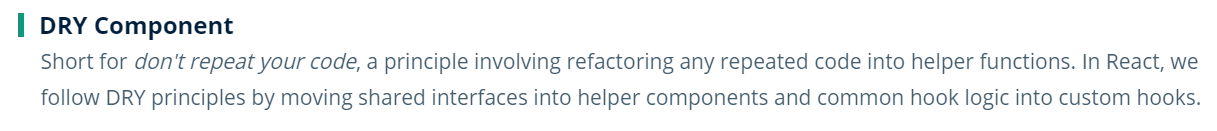 DRY Component
Short for don't repeat your code, a principle involving refactoring any repeated code into helper functions. In React, we
follow DRY principles by moving shared interfaces into helper components and common hook logic into custom hooks.